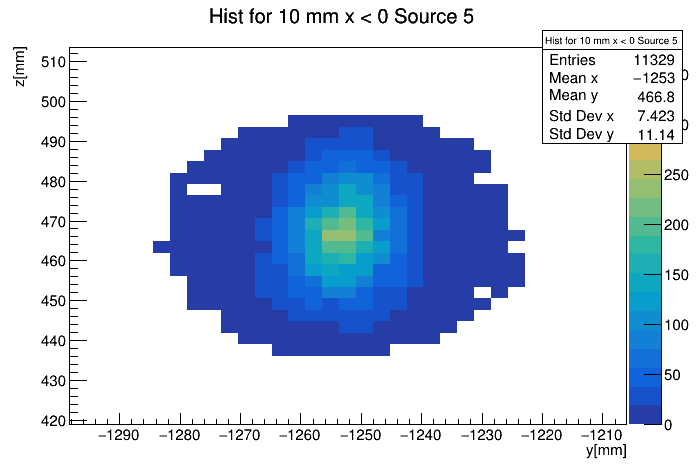 Hist for 10 mm x < 0 Source 5
Hist for 10 mm x < 0 Source 5
Entries 11329
Mean x −1253
Mean y 466.8
Std Dev x 7.423
Std Dev y 11.14
z[mm]
510
500
490
480
470
460
450
440
430
420
−1290 −1280 −1270 −1260 −1250 −1240 −1230 −1220 −1210
y[mm]
250
200
150
100
50
0